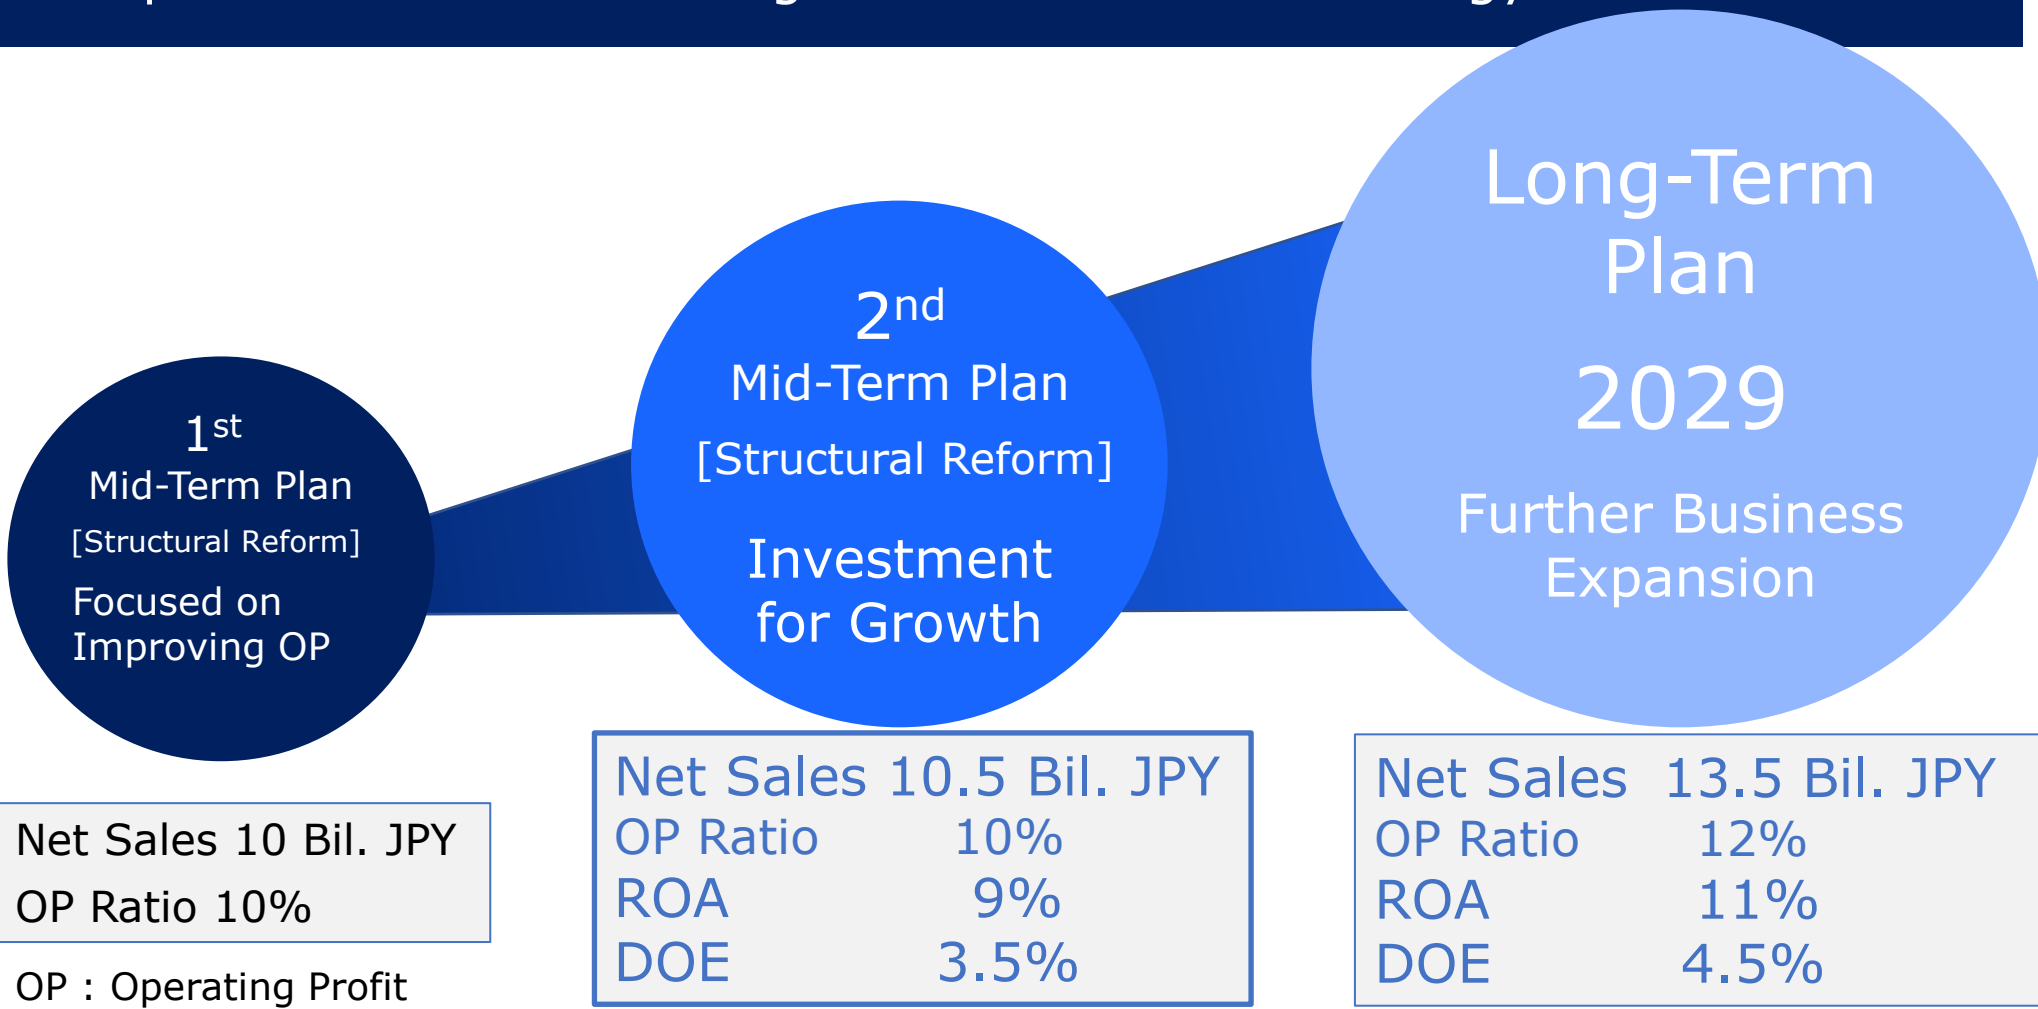 1st
Mid-Term Plan
[Structural Reform]
Focused on
Improving OP
Net Sales 10 Bil. JPY
OP Ratio 10%
OP : Operating Profit
2nd
Mid-Term Plan
[Structural Reform]
Investment
for Growth
Net Sales 10.5 Bil. JPY
OP Ratio 10%
ROA 9%
DOE 3.5%
Long-Term
Plan
2029
Further Business
Expansion
Net Sales 13.5 Bil. JPY
OP Ratio 12%
ROA 11%
DOE 4.5%